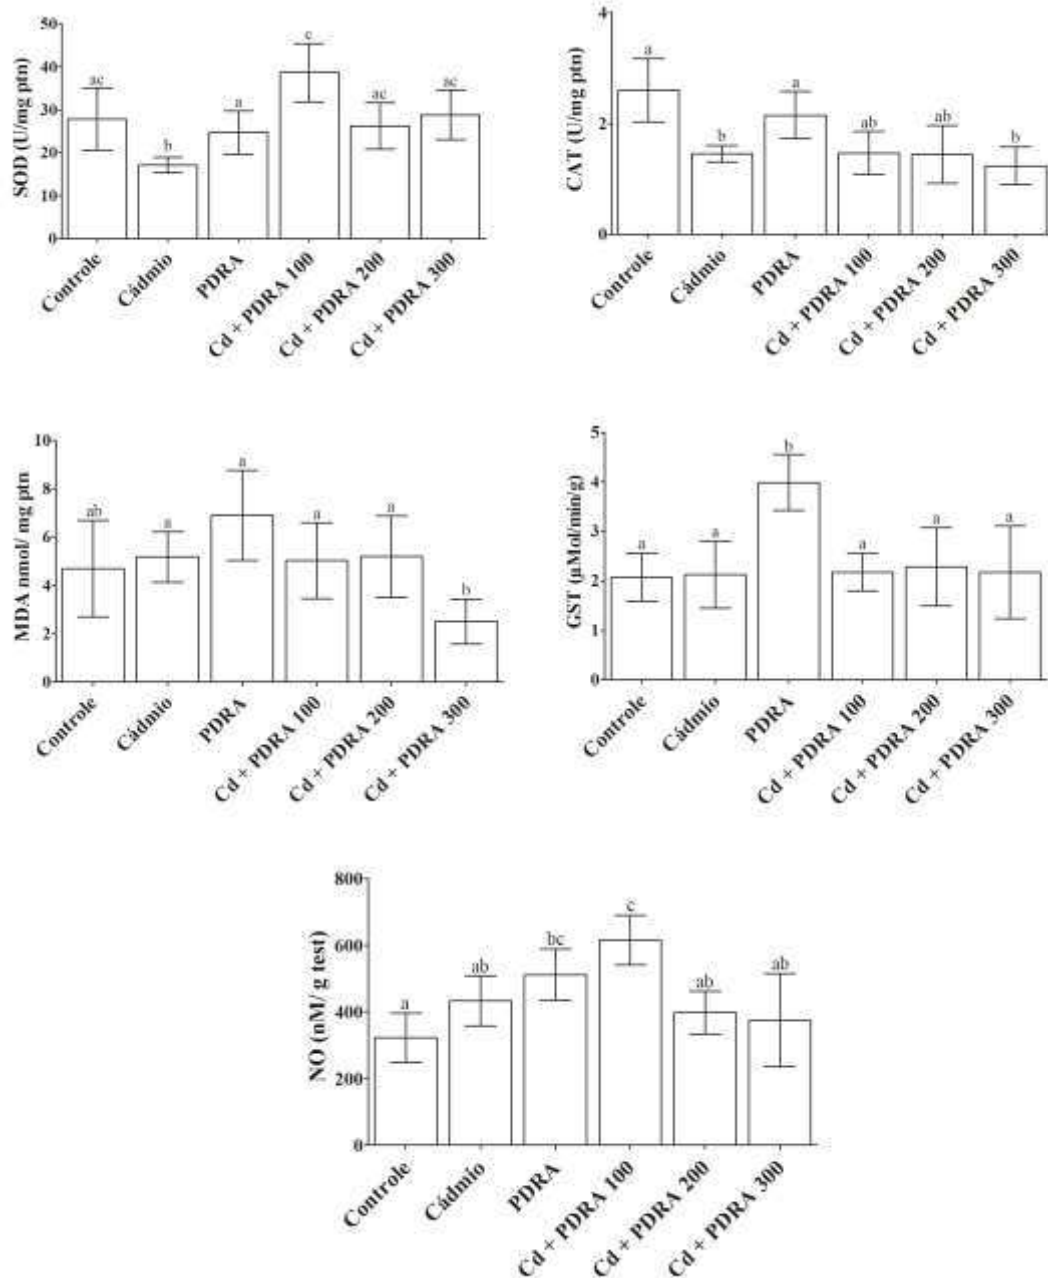 SOD (U/mg ptn)
50
40
30
20
10
0
ac
b
a
c
ac
ac
Controle
Cádmio
PDRA
Cd + PDRA 100
Cd + PDRA 200
Cd + PDRA 300
CAT (U/mg ptn)
4
2
0
a
b
a
ab
ab
b
Controle
Cádmio
PDRA
Cd + PDRA 100
Cd + PDRA 200
Cd + PDRA 300
MDA nmol/ mg ptn
10
8
6
4
2
0
ab
a
a
a
a
b
Controle
Cádmio
PDRA
Cd + PDRA 100
Cd + PDRA 200
Cd + PDRA 300
GST (µMol/min/g)
5
4
3
2
1
0
a
a
b
a
a
a
Controle
Cádmio
PDRA
Cd + PDRA 100
Cd + PDRA 200
Cd + PDRA 300
NO (nM/ g test)
800
600
400
200
0
a
ab
bc
c
ab
ab
Controle
Cádmio
PDRA
Cd + PDRA 100
Cd + PDRA 200
Cd + PDRA 300